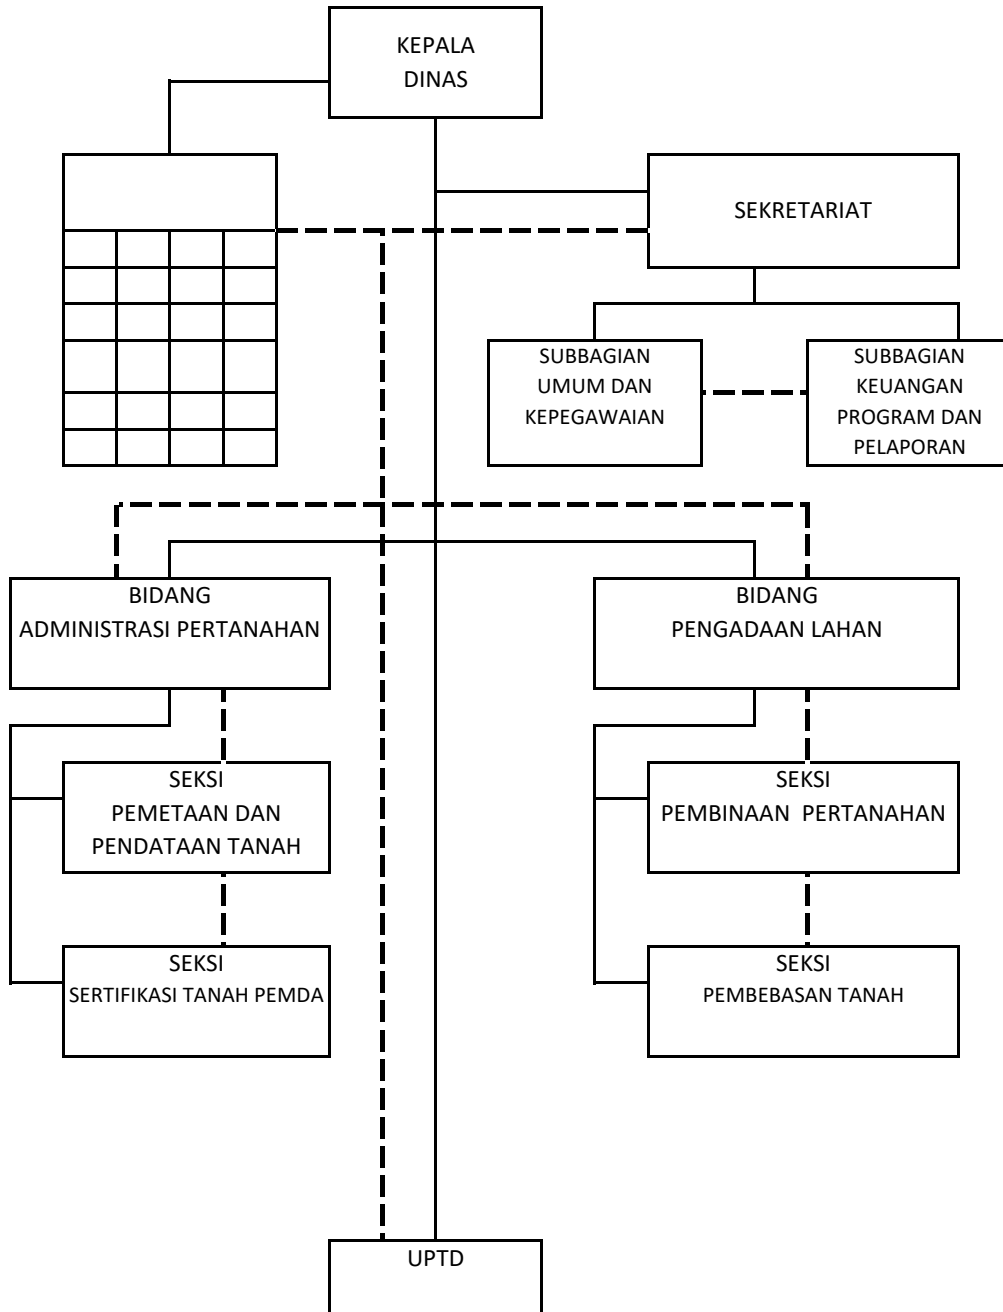 KEPALA
DINAS
SEKRETARIAT
SUBBAGIAN
UMUM DAN
KEPEGAWAIAN
SUBBAGIAN
KEUANGAN
PROGRAM DAN
PELAPORAN
BIDANG
ADMINISTRASI PERTANAHAN
BIDANG
PENGADAAN LAHAN
SEKSI
PEMETAAN DAN
PENDATAAN TANAH
SEKSI
PEMBINAAN PERTANAHAN
SEKSI
SERTIFIKASI TANAH PEMDA
SEKSI
PEMBEBASAN TANAH
UPTD